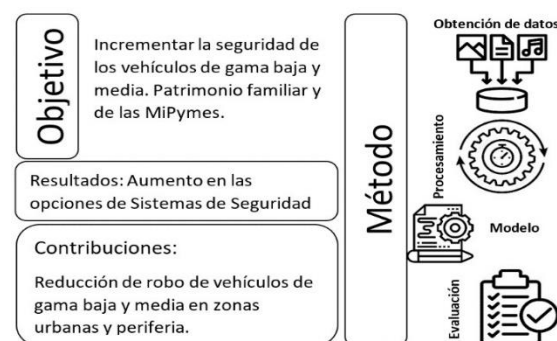 Objetivo
Incrementar la seguridad de
los vehículos de gama baja y
media. Patrimonio familiar y
de las MiPymes.
Resultados: Aumento en las
opciones de Sistemas de Seguridad
Contribuciones:
Reducción de robo de vehículos de
gama baja y media en zonas
urbanas y periferia.
Método
Obtención de datos
Procesamiento
Modelo
Evaluación